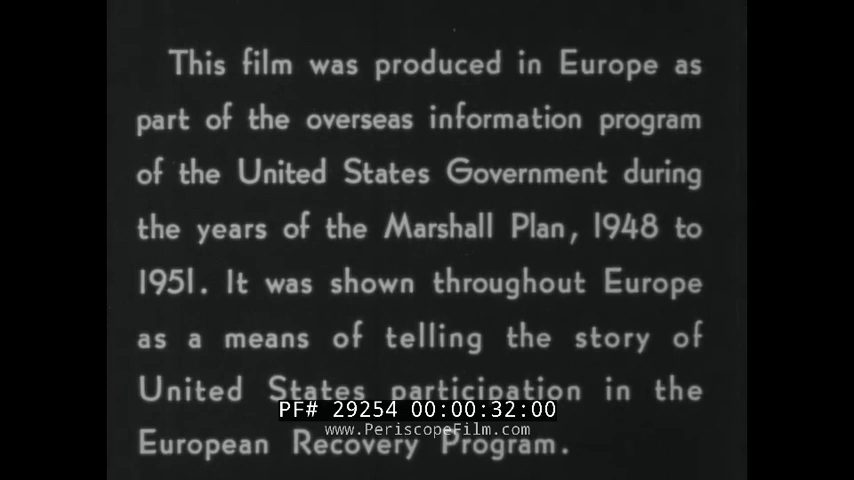 This film was produced in Europe as
part of the overseas information program
of the United States Government during
the years of the Marshall Plan, 1948 to
1951. It was shown throughout Europe
as a means of telling the story of
United States participation in the
PF# 29254 00:00:32:00
www.PeriscopeFilm.com
European Recovery Program.